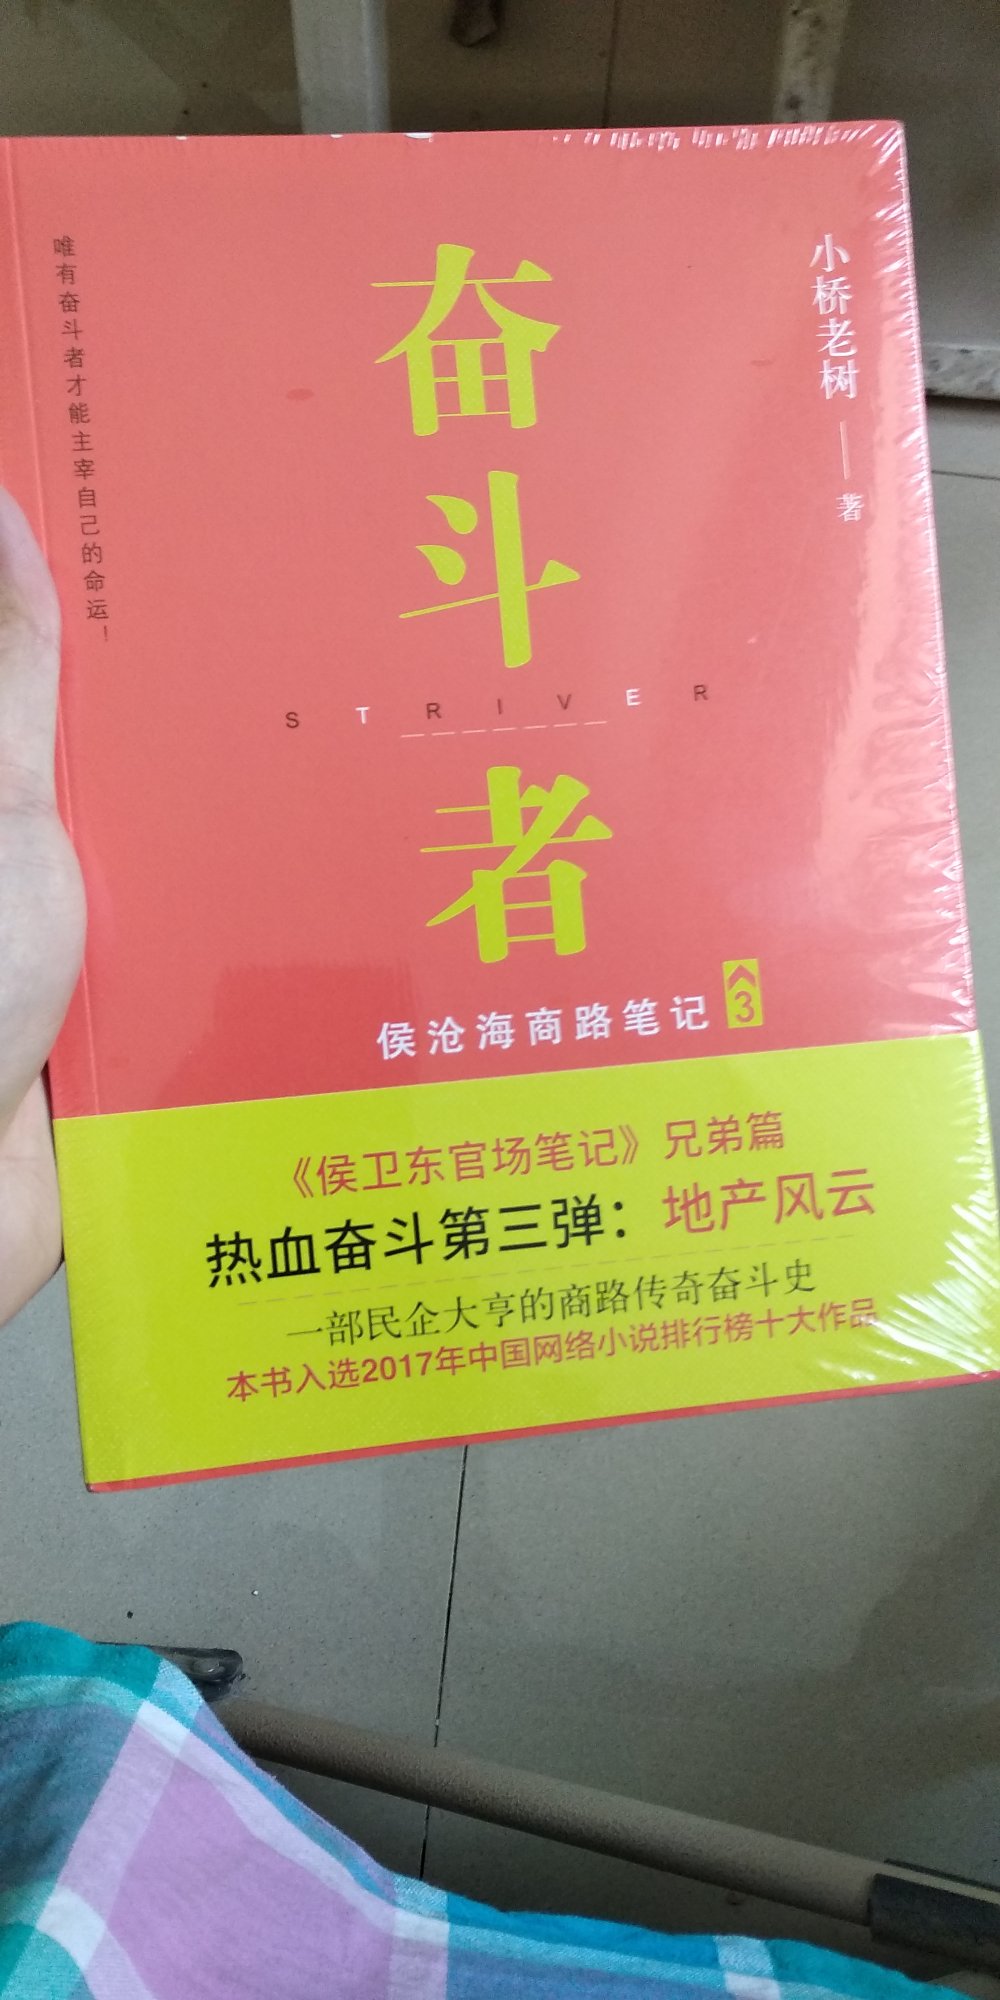 唯有奋斗者才能主宰自己的命运！
奋斗者
小桥老树——著
STRIVER
侯沧海商路笔记3
《侯卫东官场笔记》兄弟篇
热血奋斗第三弹：地产风云
一部民企大亨的商路传奇奋斗史
本书入选2017年中国网络小说排行榜十大作品